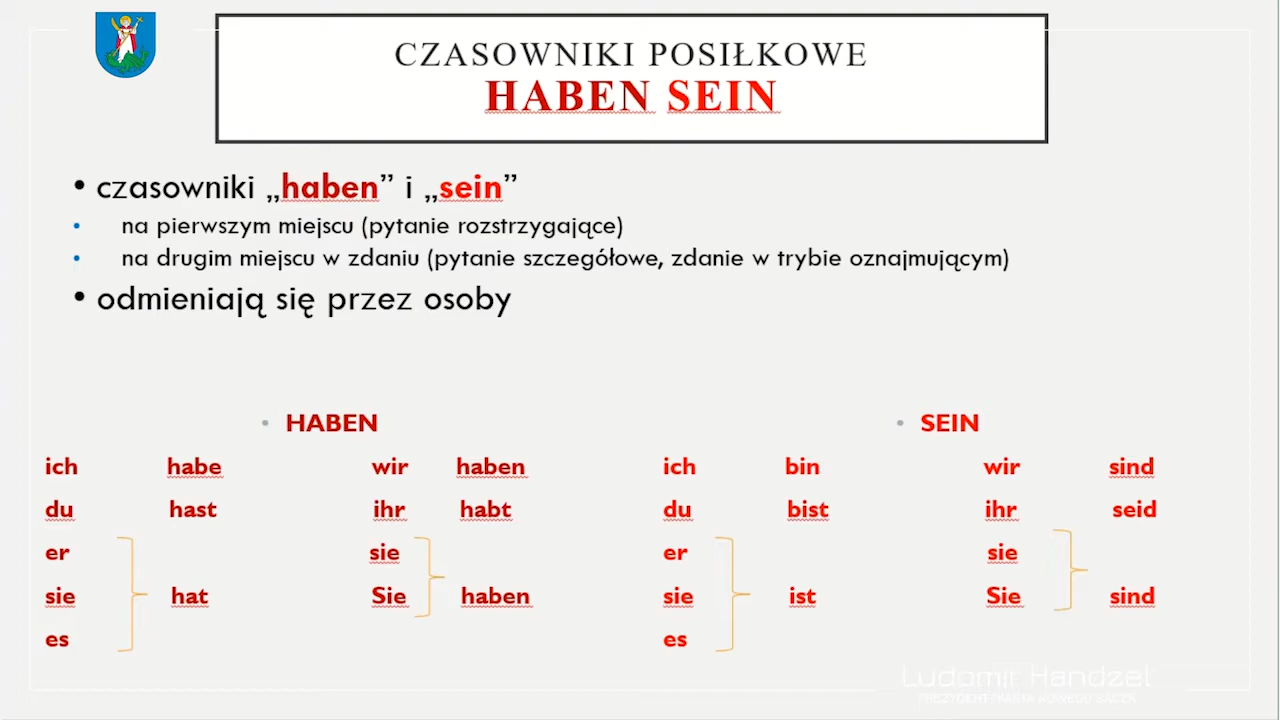 CZASOWNIKI POSIŁKOWE
HABEN SEIN
• czasowniki „haben” i „sein”
• na pierwszym miejscu (pytanie rozstrzygające)
• na drugim miejscu w zdaniu (pytanie szczegółowe, zdanie w trybie oznajmującym)
• odmieniają się przez osoby
• HABEN
ich habe wir haben
du hast ihr habt
er sie
sie hat Sie haben
es
• SEIN
ich bin wir sind
du bist ihr seid
er sie
sie ist Sie sind
es
Ludomir Handzel
PREZYDENT MIASTA NOWEGO SĄCZA